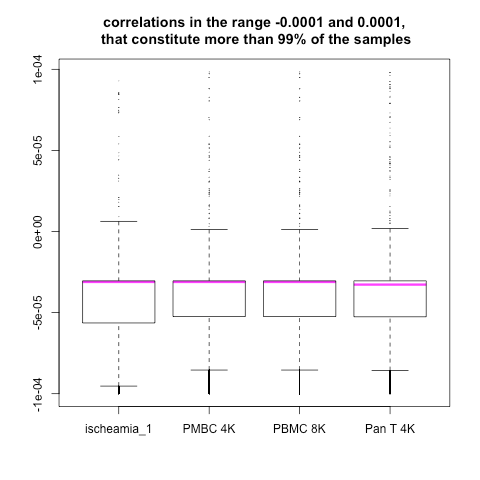 correlations in the range -0.0001 and 0.0001,
that constitute more than 99% of the samples
1e-04
5e-05
0e+00
-5e-05
-1e-04
ischeamia_1
PMBC 4K
PBMC 8K
Pan T 4K